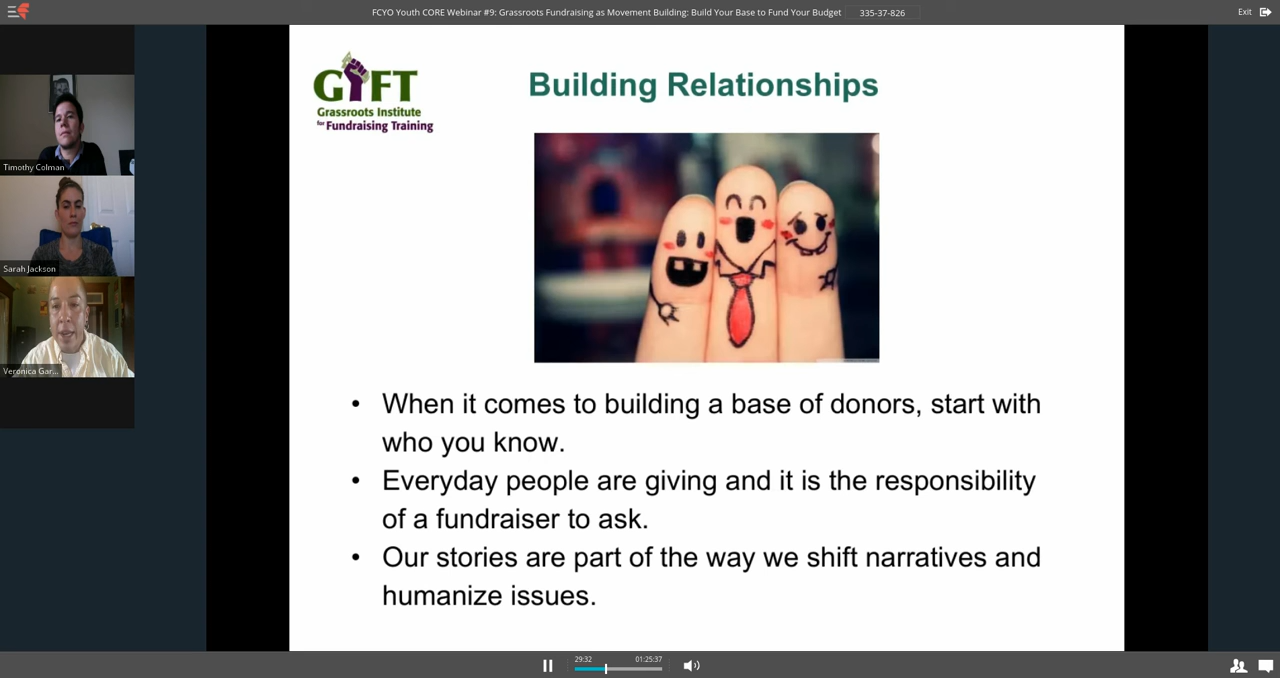 FCYO Youth CORE Webinar #9: Grassroots Fundraising as Movement Building: Build Your Base to Fund Your Budget
335-37-826
Exit
Timothy Colman
Sarah Jackson
Veronica Gar...
GIFT
Grassroots Institute
for Fundraising Training
Building Relationships
• When it comes to building a base of donors, start with
who you know.
• Everyday people are giving and it is the responsibility
of a fundraiser to ask.
• Our stories are part of the way we shift narratives and
humanize issues.
29:32
01:25:37